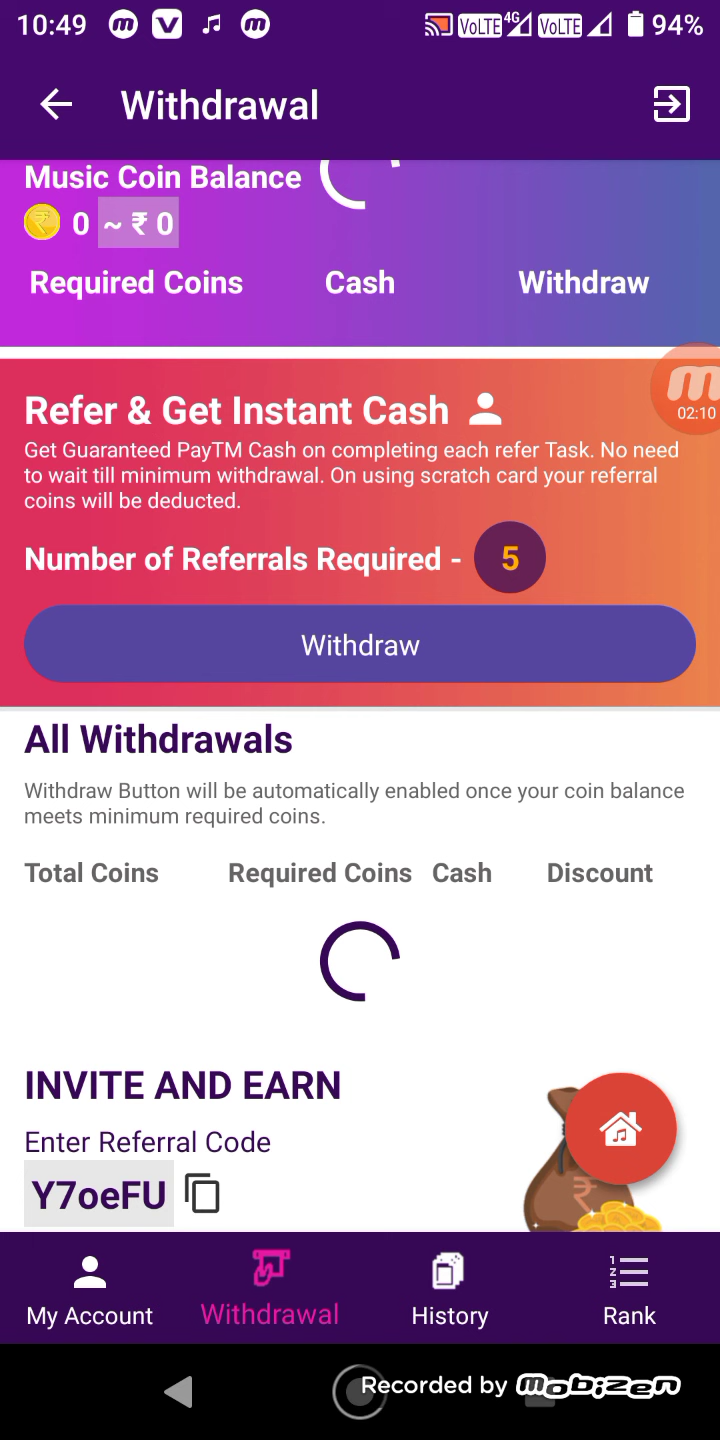 10:49
VoLTE 4G VoLTE 94%
Withdrawal
Music Coin Balance
0 ~ ₹ 0
Required Coins Cash Withdraw
Refer & Get Instant Cash
02:10
Get Guaranteed PayTM Cash on completing each refer Task. No need
to wait till minimum withdrawal. On using scratch card your referral
coins will be deducted.
Number of Referrals Required - 5
Withdraw
All Withdrawals
Withdraw Button will be automatically enabled once your coin balance
meets minimum required coins.
Total Coins Required Coins Cash Discount
INVITE AND EARN
Enter Referral Code
Y7oeFU
My Account Withdrawal History Rank
Recorded by mobizen